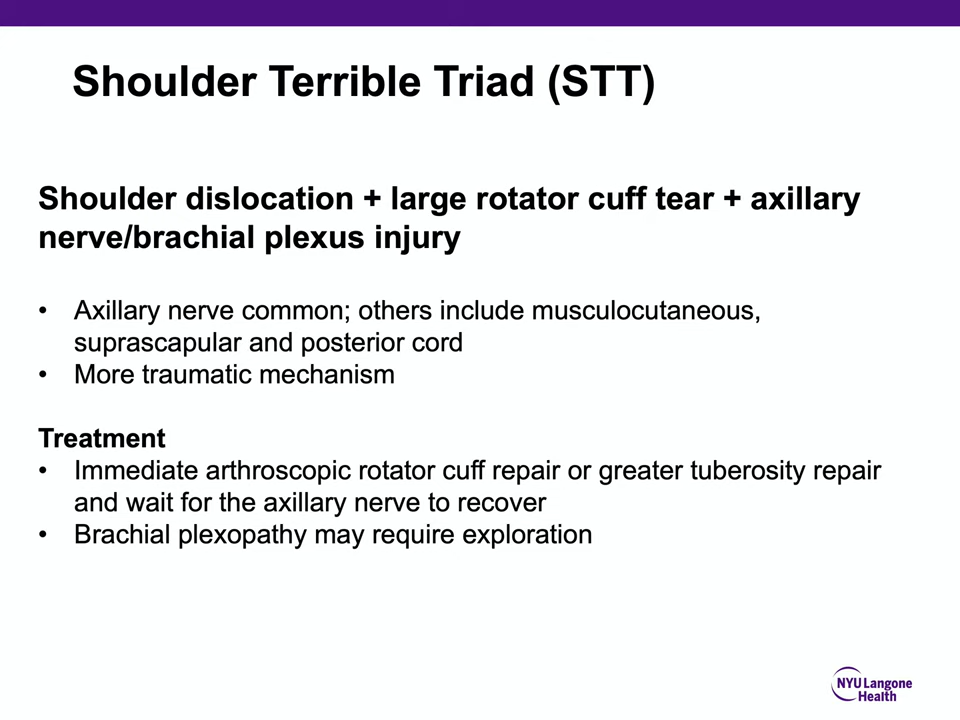 Shoulder Terrible Triad (STT)
Shoulder dislocation + large rotator cuff tear + axillary
nerve/brachial plexus injury
• Axillary nerve common; others include musculocutaneous,
suprascapular and posterior cord
• More traumatic mechanism
Treatment
• Immediate arthroscopic rotator cuff repair or greater tuberosity repair
and wait for the axillary nerve to recover
• Brachial plexopathy may require exploration
NYU Langone
Health